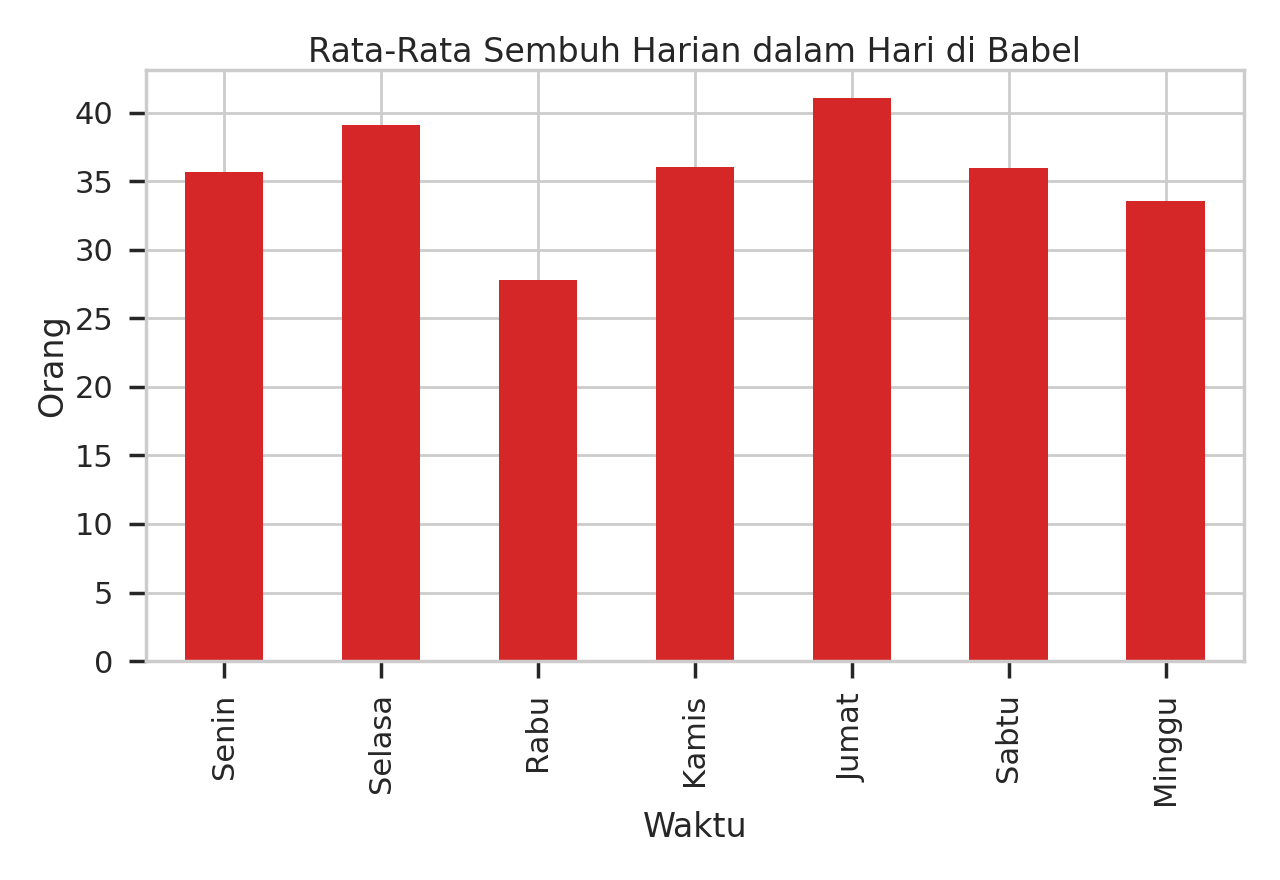 Rata-Rata Sembuh Harian dalam Hari di Babel
40
35
30
25
20
15
10
5
0
Orang
Senin
Selasa
Rabu
Kamis
Jumat
Sabtu
Minggu
Waktu